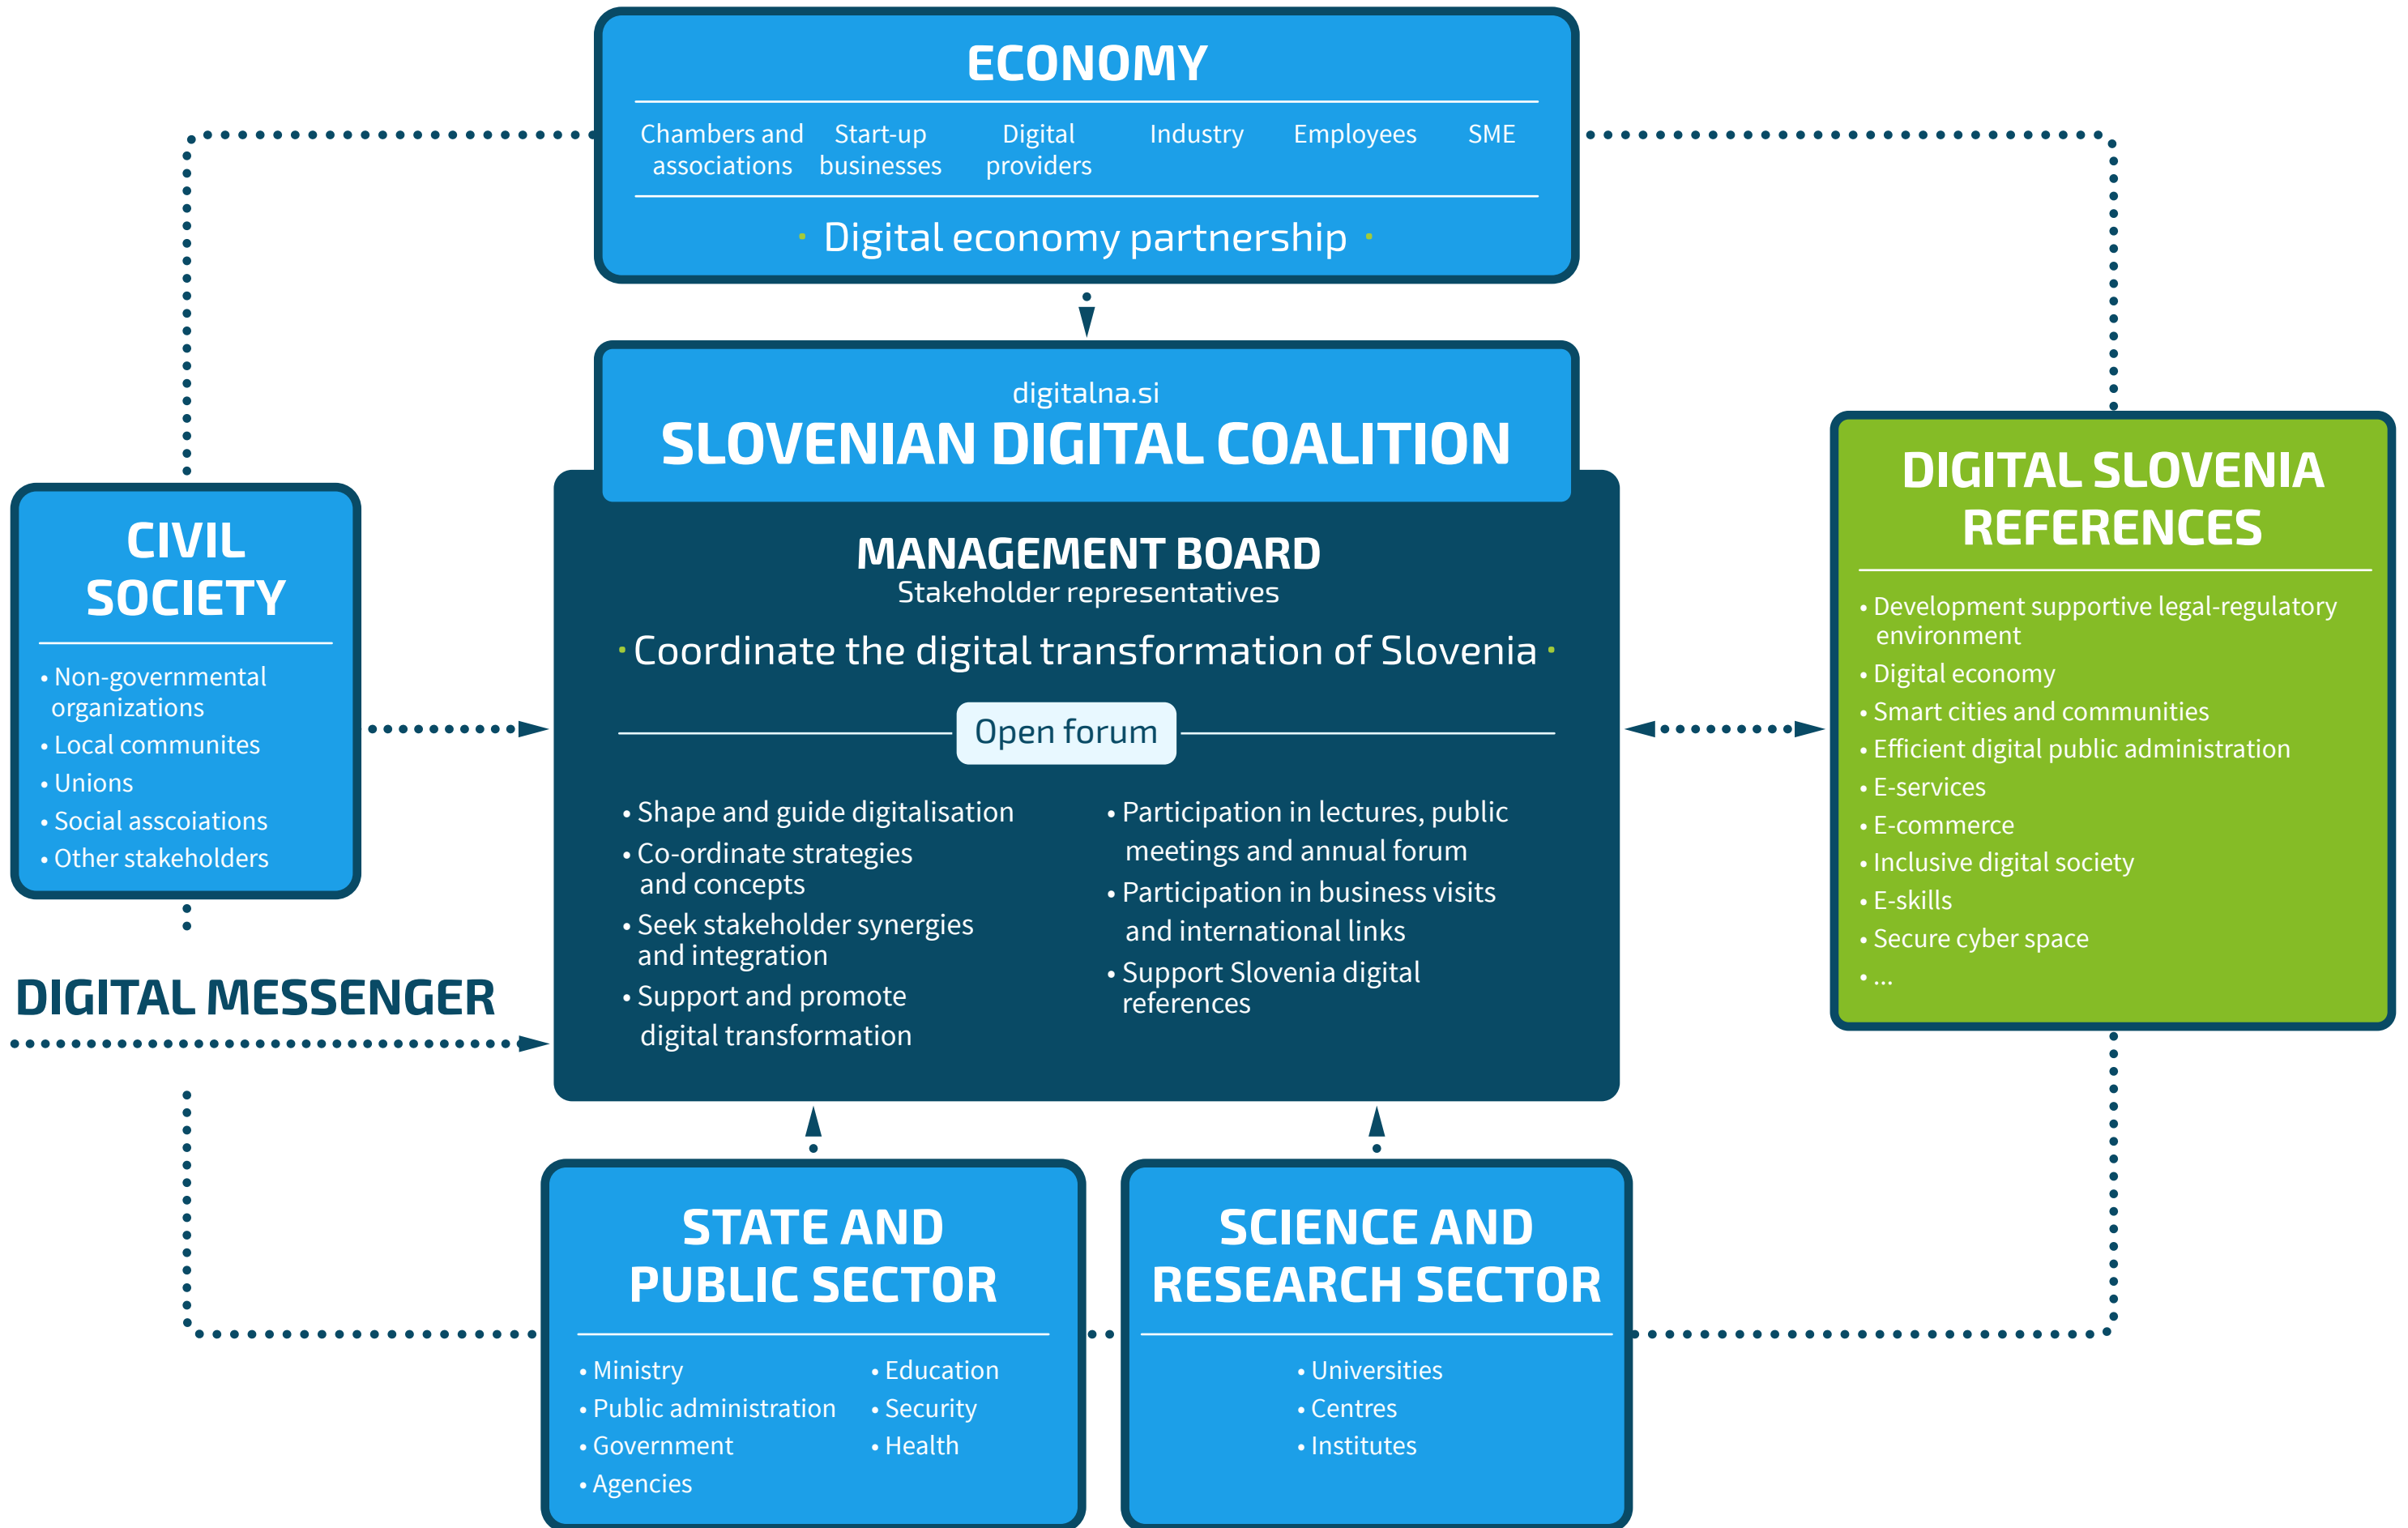 ECONOMY
Chambers and associations
Start-up businesses
Digital providers
Industry
Employees
SME
· Digital economy partnership ·
digitalna.si
SLOVENIAN DIGITAL COALITION
MANAGEMENT BOARD
Stakeholder representatives
· Coordinate the digital transformation of Slovenia ·
Open forum
• Shape and guide digitalisation
• Co-ordinate strategies
and concepts
• Seek stakeholder synergies
and integration
• Support and promote
digital transformation
• Participation in lectures, public
meetings and annual forum
• Participation in business visits
and international links
• Support Slovenia digital
references
CIVIL
SOCIETY
• Non-governmental
organizations
• Local communites
• Unions
• Social asscoiations
• Other stakeholders
DIGITAL MESSENGER
DIGITAL SLOVENIA
REFERENCES
• Development supportive legal-regulatory
environment
• Digital economy
• Smart cities and communities
• Efficient digital public administration
• E-services
• E-commerce
• Inclusive digital society
• E-skills
• Secure cyber space
• ...
STATE AND
PUBLIC SECTOR
• Ministry
• Public administration
• Government
• Agencies
• Education
• Security
• Health
SCIENCE AND
RESEARCH SECTOR
• Universities
• Centres
• Institutes